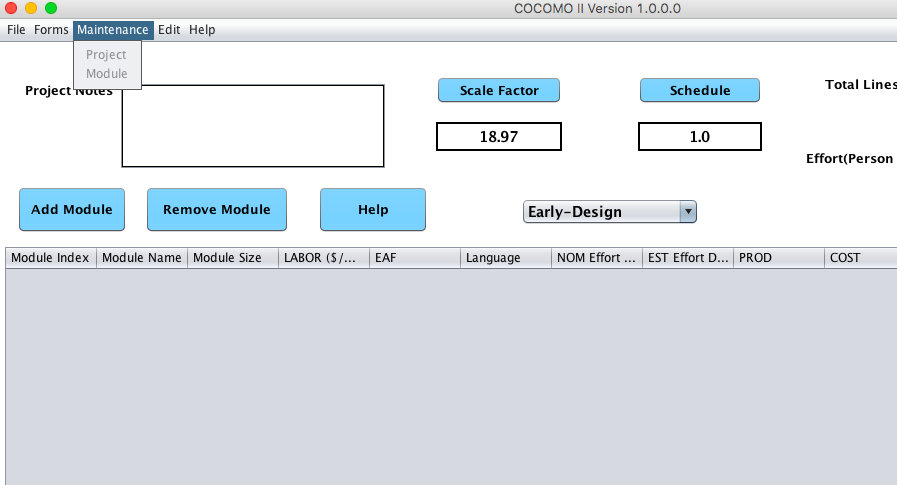 COCOMO II Version 1.0.0.0
File Forms Maintenance Edit Help
Project
Module
Project Notes
Scale Factor
Schedule
Total Lines
18.97
1.0
Effort(Person
Add Module
Remove Module
Help
Early-Design
Module Index Module Name Module Size LABOR ($/... EAF Language NOM Effort ... EST Effort D... PROD COST